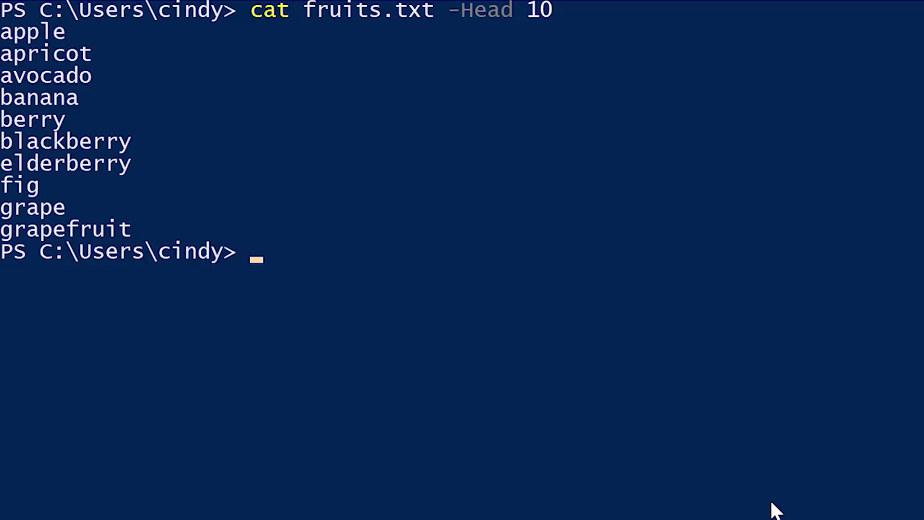 PS C:\Users\cindy> cat fruits.txt -Head 10
apple
apricot
avocado
banana
berry
blackberry
elderberry
fig
grape
grapefruit
PS C:\Users\cindy>